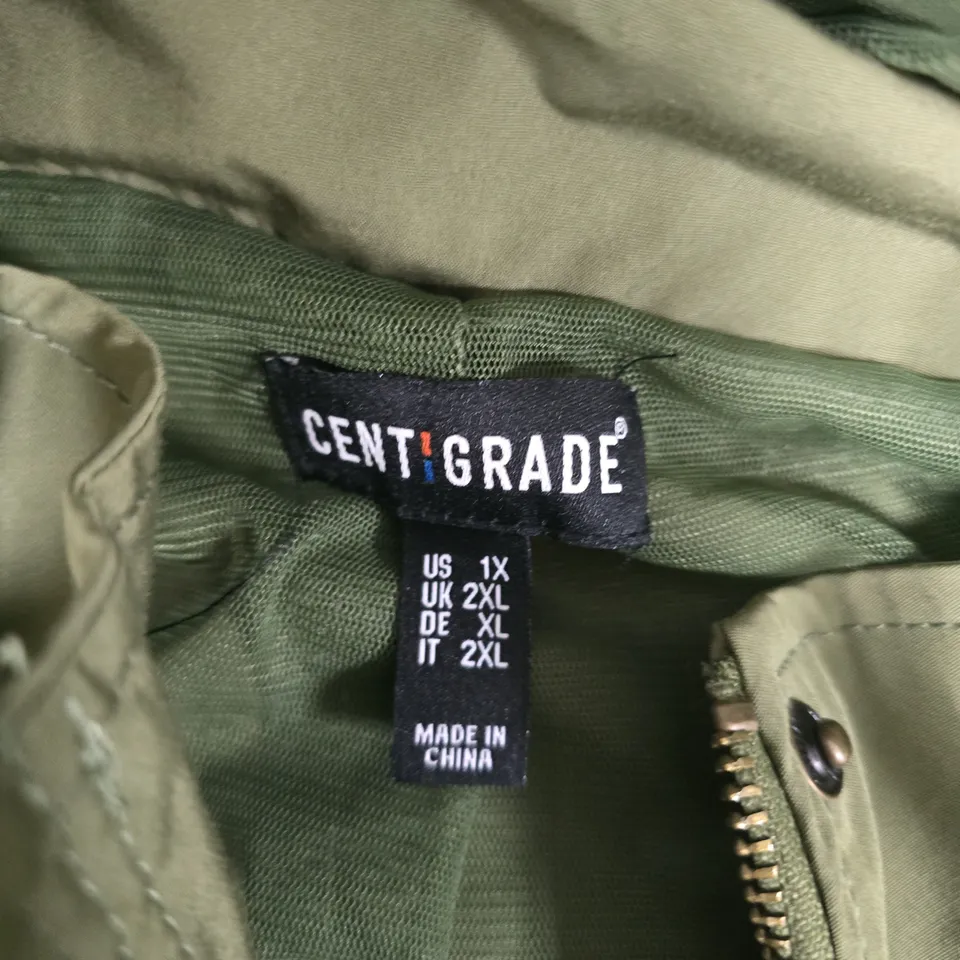 CENTIGRADE®
US 1X
UK 2XL
DE XL
IT 2XL
MADE IN
CHINA